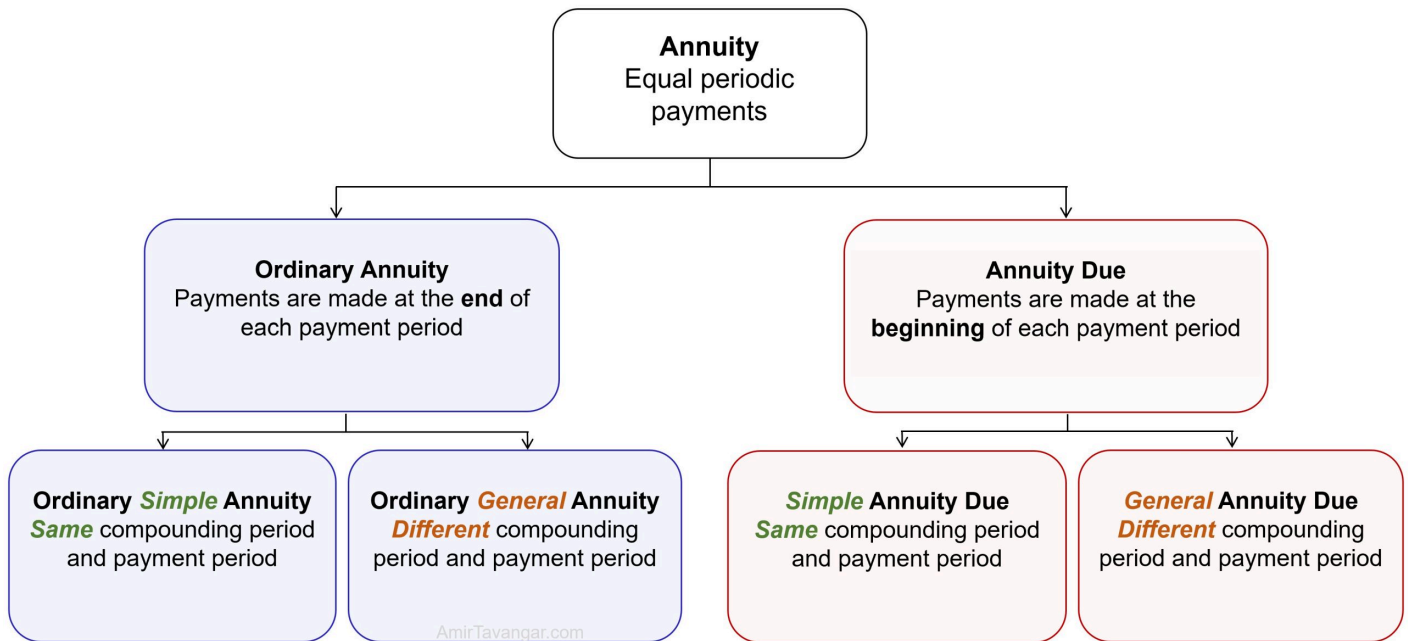 Annuity
Equal periodic
payments
Ordinary Annuity
Payments are made at the end of
each payment period
Annuity Due
Payments are made at the
beginning of each payment period
Ordinary Simple Annuity
Same compounding period
and payment period
Ordinary General Annuity
Different compounding
period and payment period
Simple Annuity Due
Same compounding period
and payment period
General Annuity Due
Different compounding
period and payment period
AmirTavangar.com